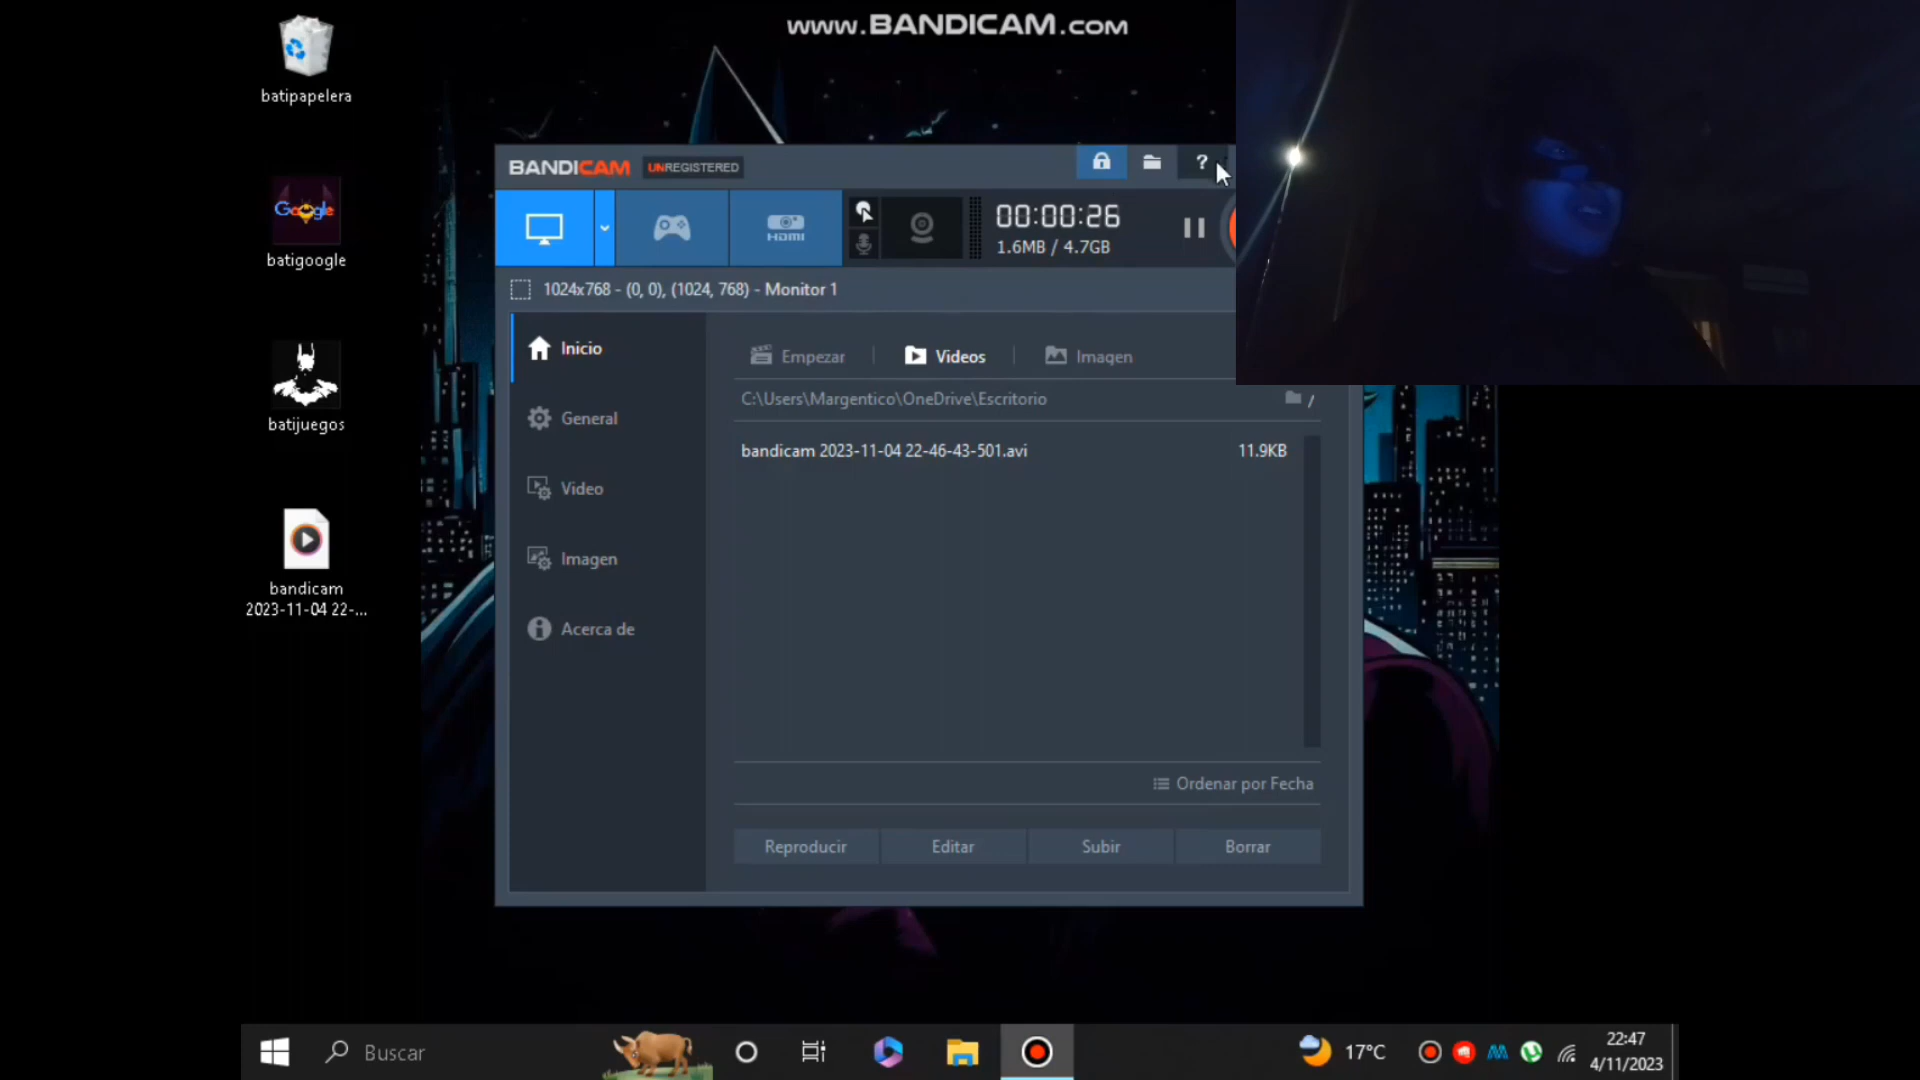 www.BANDICAM.com
batipapelera
Google
batigoogle
batijuegos
bandicam
2023-11-04 22-...
BANDICAM UNREGISTERED
?
HDMI
00:00:26
1.6MB / 4.7GB
1024x768 - (0, 0), (1024, 768) - Monitor 1
Inicio
General
Video
Imagen
Acerca de
Empezar
Videos
Imagen
C:\Users\Margentico\OneDrive\Escritorio
/
bandicam 2023-11-04 22-46-43-501.avi 11.9KB
Ordenar por Fecha
Reproducir Editar Subir Borrar
Buscar
17°C
22:47
4/11/2023